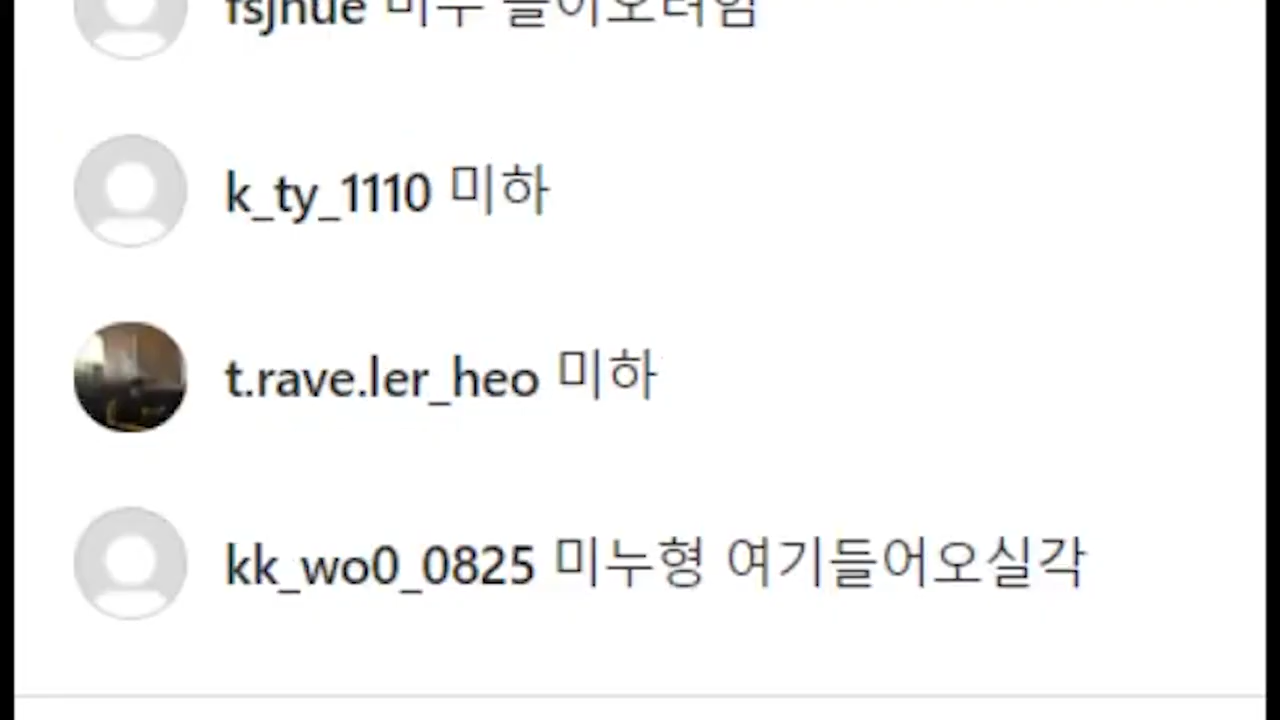 fsjhue 미누 들어오려함
k_ty_1110 미하
t.rave.ler_heo 미하
kk_wo0_0825 미누형 여기들어오실각